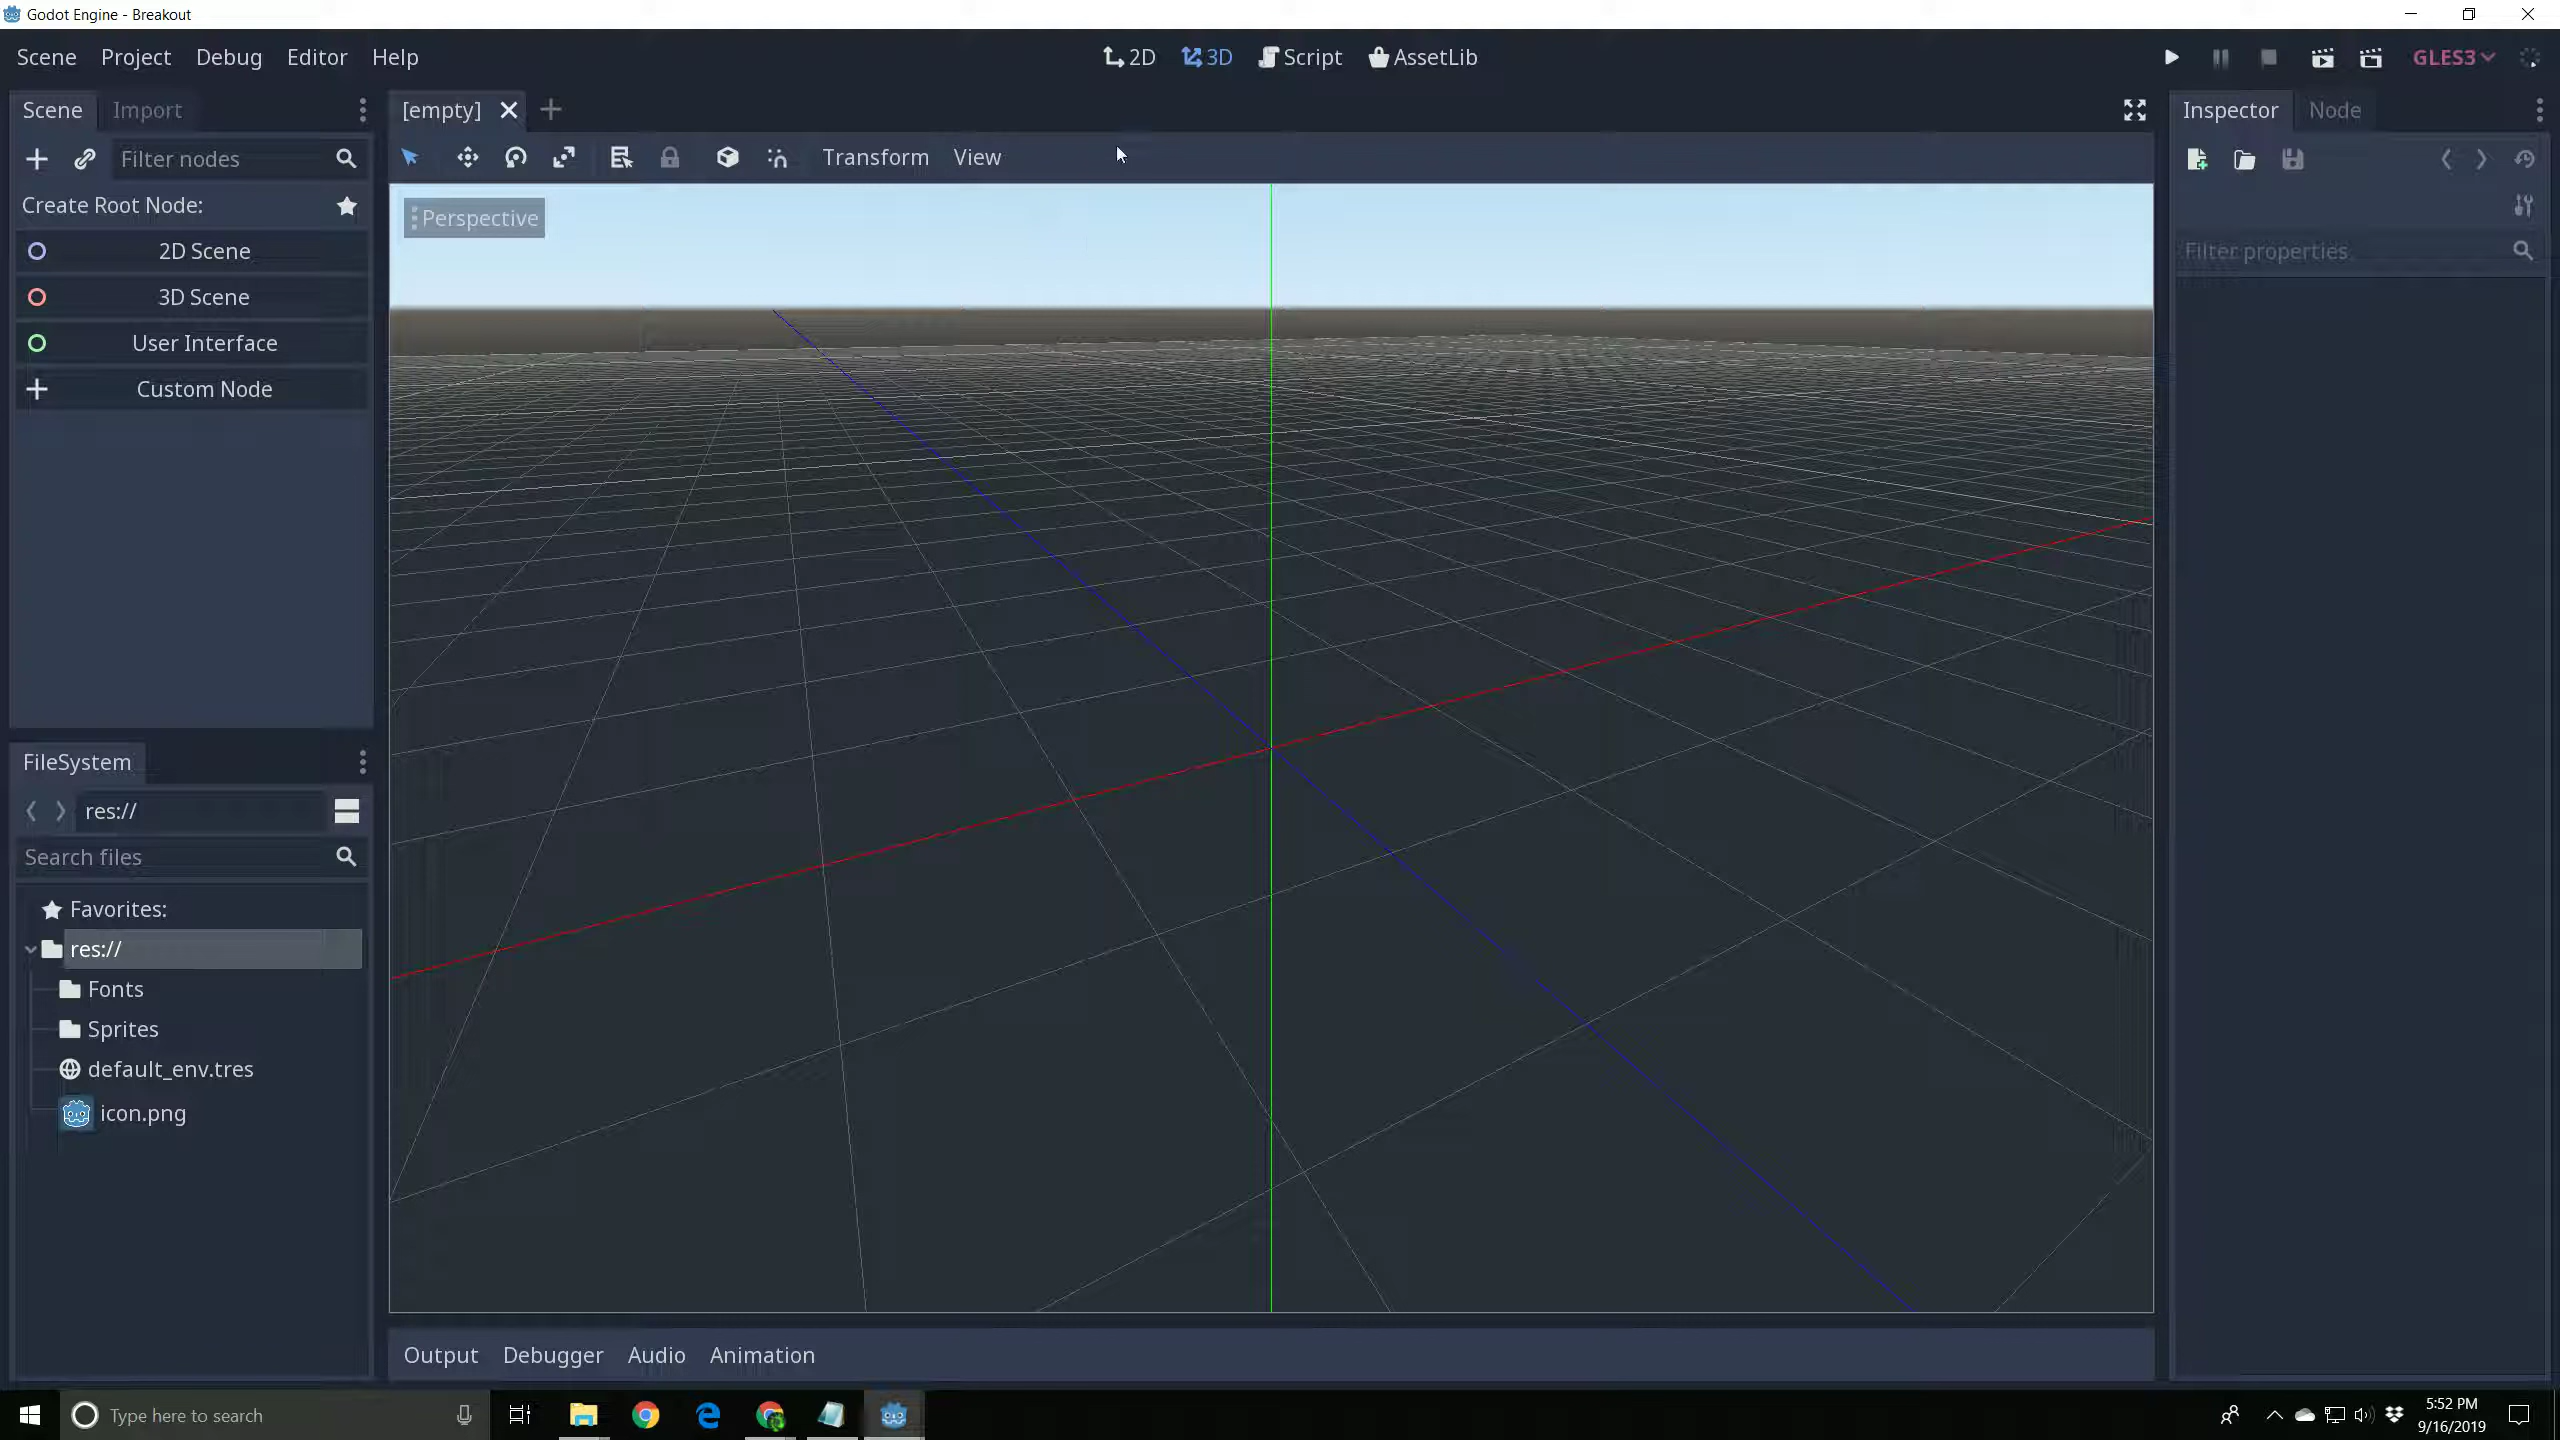 Godot Engine - Breakout
Scene Project Debug Editor Help
2D 3D Script AssetLib
GLES3
Scene Import
[empty]
Inspector Node
Filter nodes
Transform View
Create Root Node:
Perspective
2D Scene
Filter properties
3D Scene
User Interface
Custom Node
FileSystem
res://
Search files
Favorites:
res://
Fonts
Sprites
default_env.tres
icon.png
Output Debugger Audio Animation
Type here to search
5:52 PM
9/16/2019